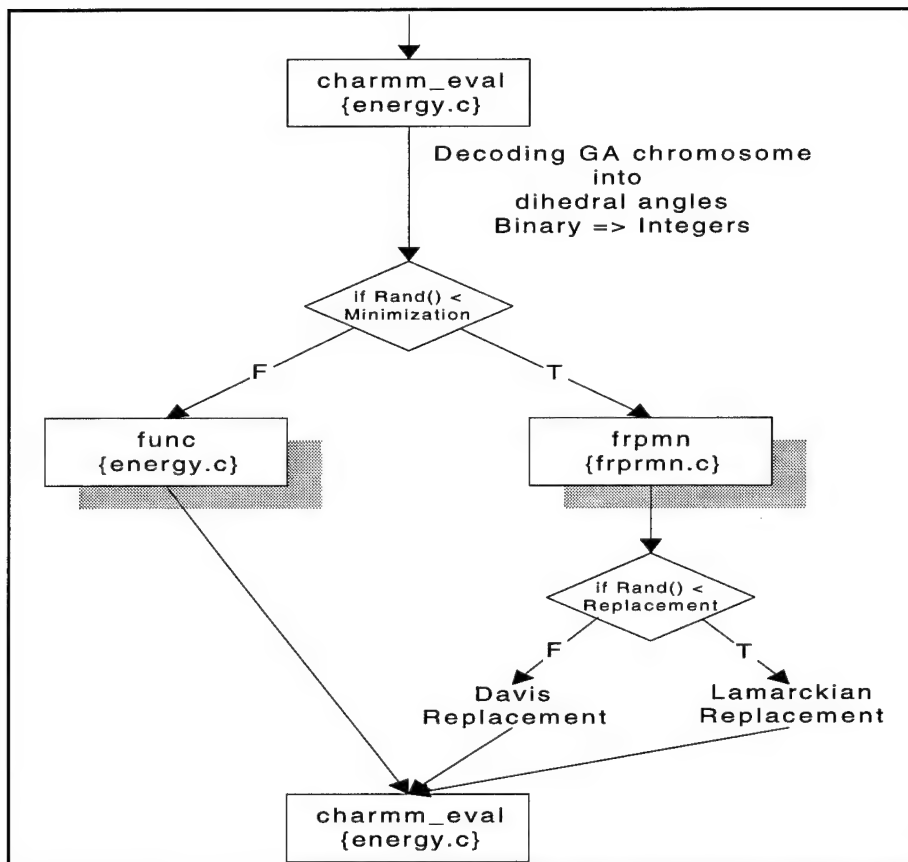 charmm_eval
{energy.c}
Decoding GA chromosome
into
dihedral angles
Binary => Integers
if Rand() <
Minimization
F
T
func
{energy.c}
frpmn
{frprmn.c}
if Rand() <
Replacement
F
T
Davis
Replacement
Lamarckian
Replacement
charmm_eval
{energy.c}